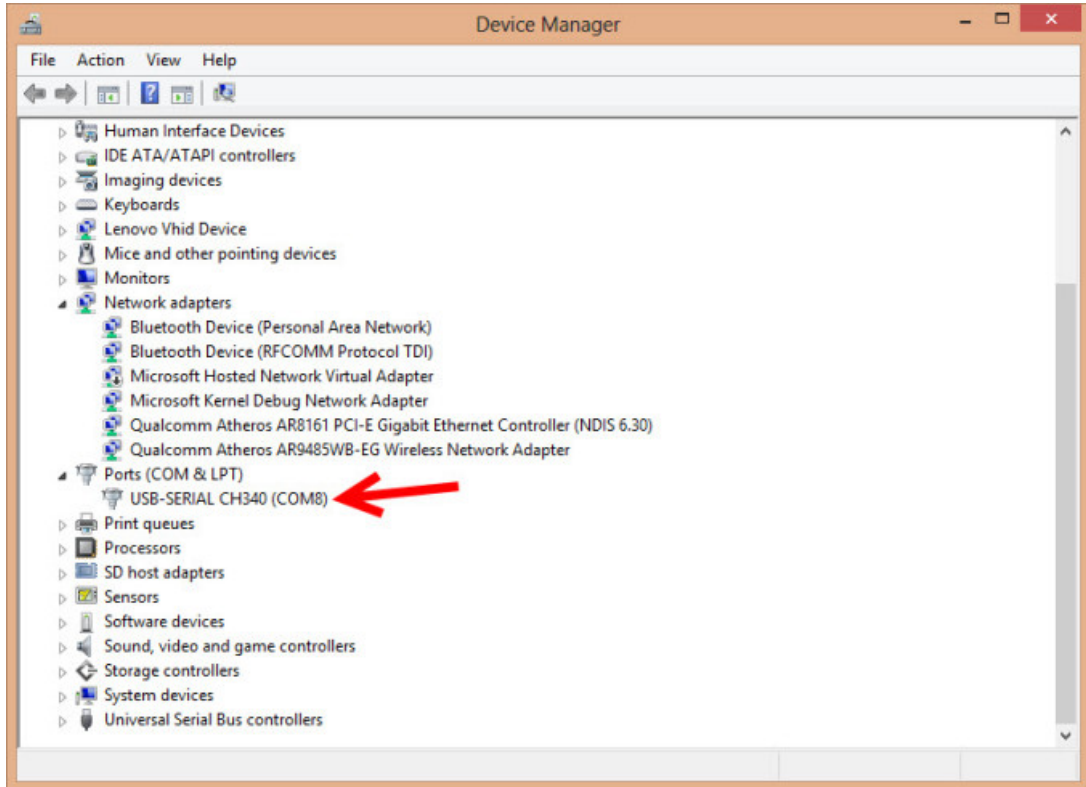 Device Manager
File Action View Help
Human Interface Devices
IDE ATA/ATAPI controllers
Imaging devices
Keyboards
Lenovo Vhid Device
Mice and other pointing devices
Monitors
Network adapters
Bluetooth Device (Personal Area Network)
Bluetooth Device (RFCOMM Protocol TDI)
Microsoft Hosted Network Virtual Adapter
Microsoft Kernel Debug Network Adapter
Qualcomm Atheros AR8161 PCI-E Gigabit Ethernet Controller (NDIS 6.30)
Qualcomm Atheros AR9485WB-EG Wireless Network Adapter
Ports (COM & LPT)
USB-SERIAL CH340 (COM8)
Print queues
Processors
SD host adapters
Sensors
Software devices
Sound, video and game controllers
Storage controllers
System devices
Universal Serial Bus controllers